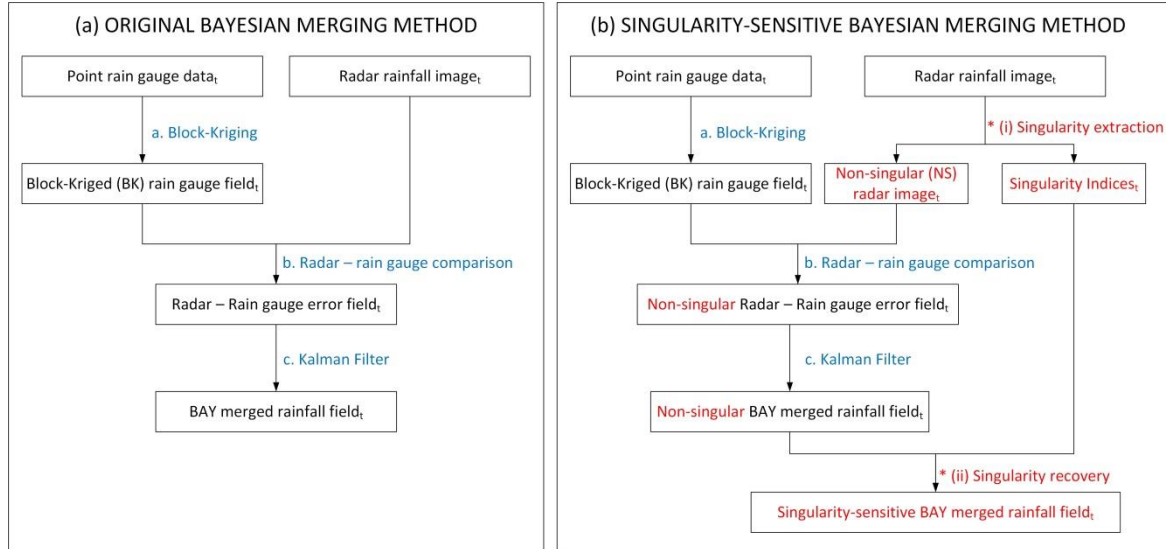 (a) ORIGINAL BAYESIAN MERGING METHOD
Point rain gauge dataₜ
Radar rainfall imageₜ
a. Block-Kriging
Block-Kriged (BK) rain gauge fieldₜ
b. Radar – rain gauge comparison
Radar – Rain gauge error fieldₜ
c. Kalman Filter
BAY merged rainfall fieldₜ
(b) SINGULARITY-SENSITIVE BAYESIAN MERGING METHOD
Point rain gauge dataₜ
Radar rainfall imageₜ
* (i) Singularity extraction
a. Block-Kriging
Block-Kriged (BK) rain gauge fieldₜ
Non-singular (NS)
radar imageₜ
Singularity Indicesₜ
b. Radar – rain gauge comparison
Non-singular Radar – Rain gauge error fieldₜ
c. Kalman Filter
Non-singular BAY merged rainfall fieldₜ
* (ii) Singularity recovery
Singularity-sensitive BAY merged rainfall fieldₜ